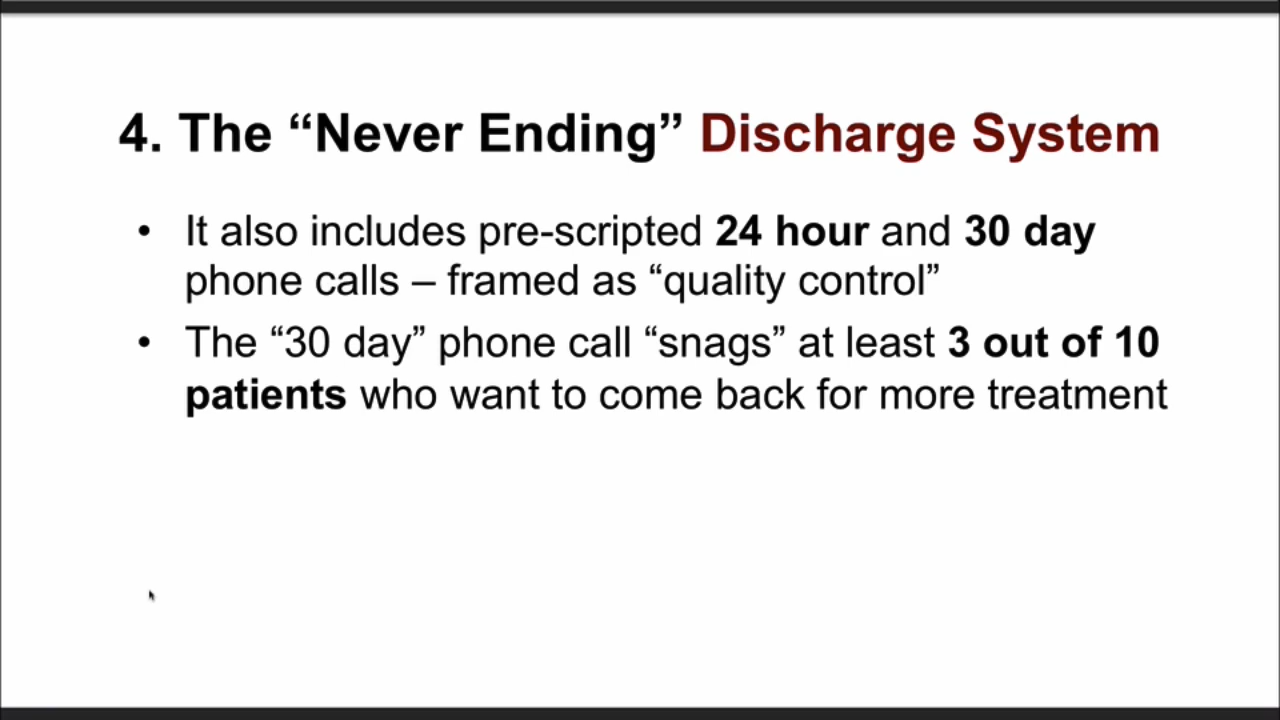 4. The “Never Ending” Discharge System
• It also includes pre-scripted 24 hour and 30 day
phone calls – framed as “quality control”
• The “30 day” phone call “snags” at least 3 out of 10
patients who want to come back for more treatment